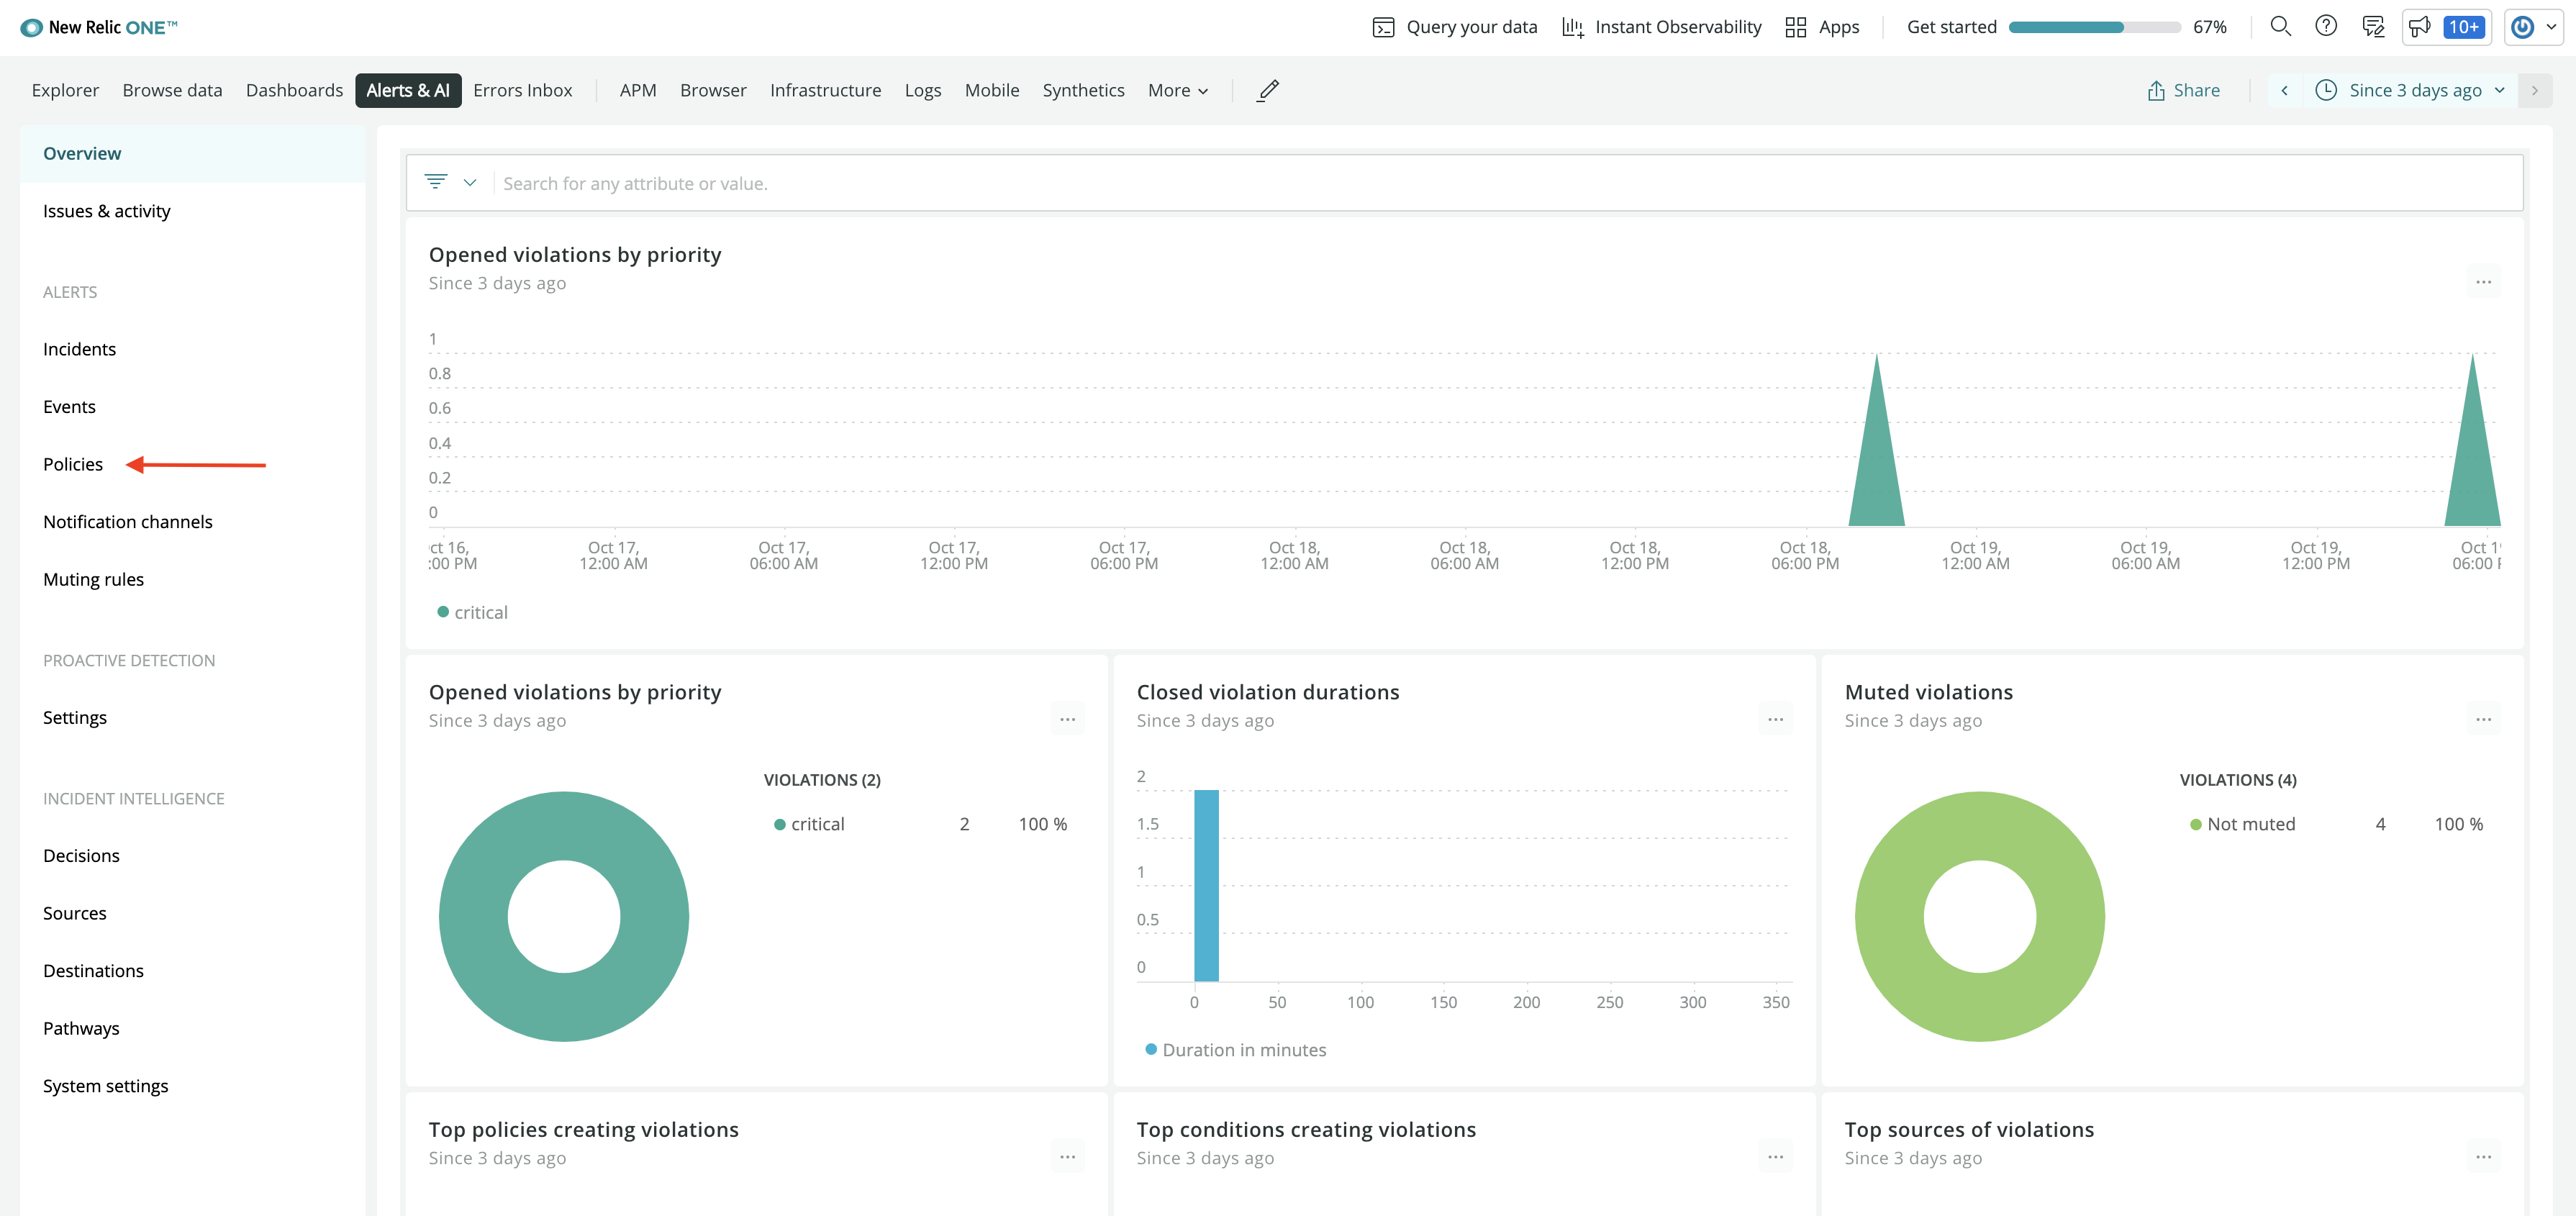 New Relic ONE™
Query your data
Instant Observability
Apps
Get started
67%
10+
Explorer
Browse data
Dashboards
Alerts & AI
Errors Inbox
APM
Browser
Infrastructure
Logs
Mobile
Synthetics
More
Share
Since 3 days ago
Overview
Issues & activity
ALERTS
Incidents
Events
Policies
Notification channels
Muting rules
PROACTIVE DETECTION
Settings
INCIDENT INTELLIGENCE
Decisions
Sources
Destinations
Pathways
System settings
Search for any attribute or value.
Opened violations by priority
Since 3 days ago
...
1
0.8
0.6
0.4
0.2
0
ct 16,
:00 PM
Oct 17,
12:00 AM
Oct 17,
06:00 AM
Oct 17,
12:00 PM
Oct 17,
06:00 PM
Oct 18,
12:00 AM
Oct 18,
06:00 AM
Oct 18,
12:00 PM
Oct 18,
06:00 PM
Oct 19,
12:00 AM
Oct 19,
06:00 AM
Oct 19,
12:00 PM
Oct 1
06:00
critical
Opened violations by priority
Since 3 days ago
...
VIOLATIONS (2)
critical 2 100 %
Closed violation durations
Since 3 days ago
...
2
1.5
1
0.5
0
0 50 100 150 200 250 300 350
Duration in minutes
Muted violations
Since 3 days ago
...
VIOLATIONS (4)
Not muted 4 100 %
Top policies creating violations
Since 3 days ago
...
Top conditions creating violations
Since 3 days ago
...
Top sources of violations
Since 3 days ago
...